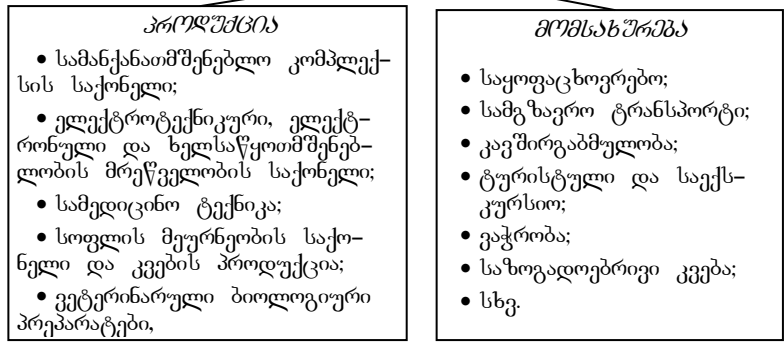 პროდუქცია
• სამანქანათმშენებლო კომპლექ–
სის საქონელი;
• ელექტროტექნიკური, ელექტ–
რონული და ხელსაწყოთმშენებ–
ლობის მრეწველობის საქონელი;
• სამედიცინო ტექნიკა;
• სოფლის მეურნეობის საქო–
ნელი და კვების პროდუქცია;
• ვეტერინარული ბიოლოგიური
პრეპარატები,
მომსახურება
• საყოფაცხოვრებო;
• სამგზავრო ტრანსპორტი;
• კავშირგაბმულობა;
• ტურისტული და საექს–
კურსიო;
• ვაჭრობა;
• საზოგადოებრივი კვება;
• სხვ.